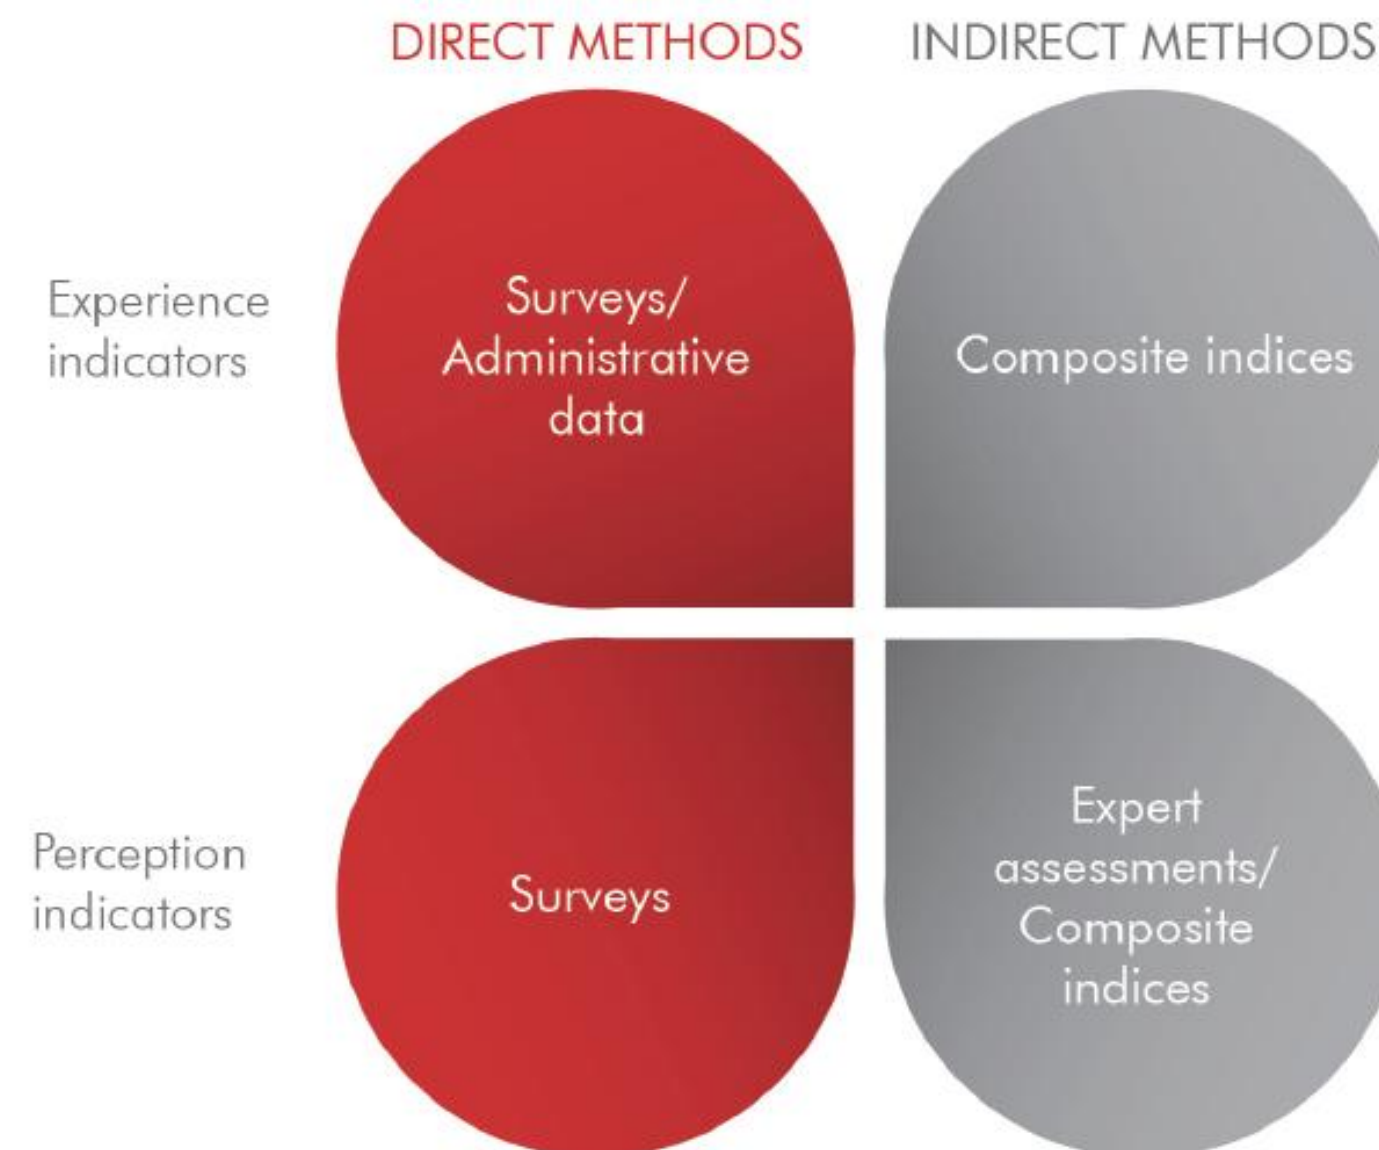 DIRECT METHODS
INDIRECT METHODS
Experience
indicators
Surveys/
Administrative
data
Composite indices
Perception
indicators
Surveys
Expert
assessments/
Composite
indices